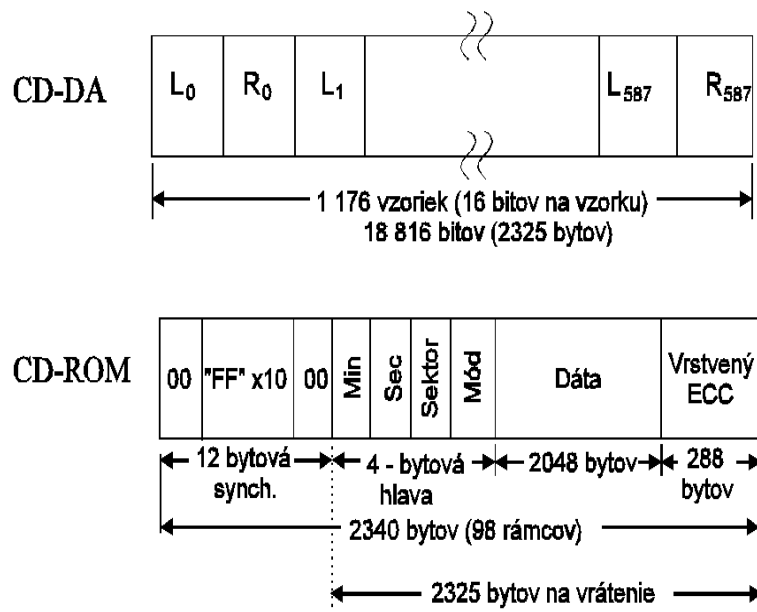 CD-DA
L0 R0 L1 L587 R587
1 176 vzoriek (16 bitov na vzorku)
18 816 bitov (2325 bytov)
CD-ROM
00 "FF" x10 00 Min Sec Sektor Mód Dáta Vrstvený ECC
12 bytová synch. 4 - bytová hlava 2048 bytov 288 bytov
2340 bytov (98 rámcov)
2325 bytov na vrátenie